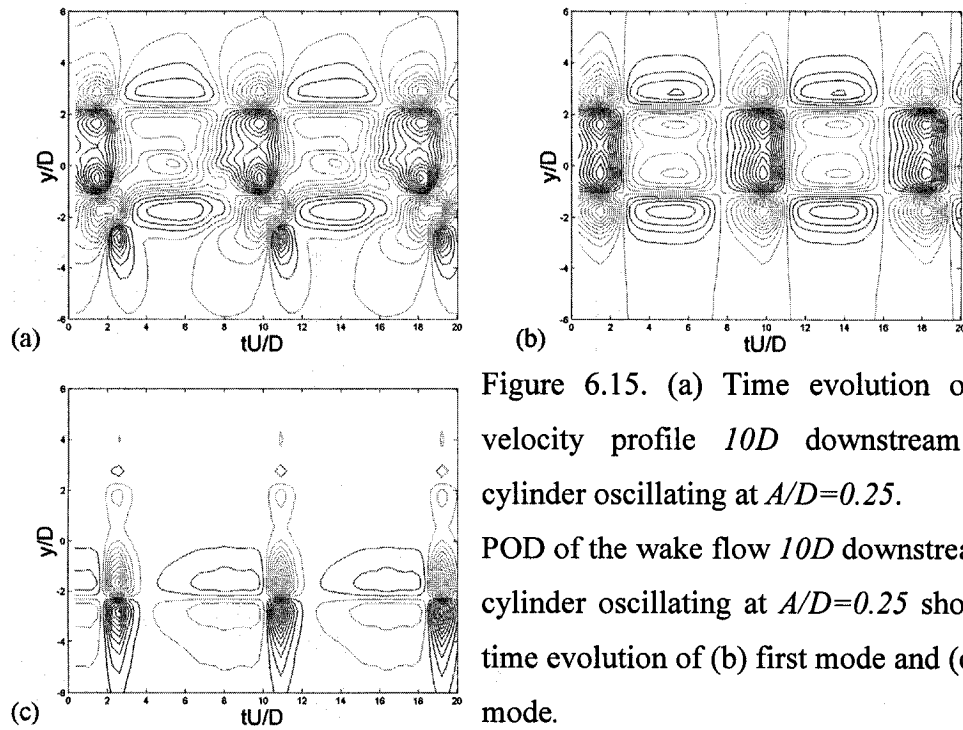 6
4
2
0
-2
-4
-6
y/D
0 2 4 6 8 10 12 14 16 18 20
tU/D
(a)
6
4
2
0
-2
-4
-6
y/D
0 2 4 6 8 10 12 14 16 18 20
tU/D
(b)
6
4
2
0
-2
-4
-6
y/D
0 2 4 6 8 10 12 14 16 18 20
tU/D
(c)
Figure 6.15. (a) Time evolution o
velocity profile 10D downstream
cylinder oscillating at A/D=0.25.
POD of the wake flow 10D downstrea
cylinder oscillating at A/D=0.25 sho
time evolution of (b) first mode and (
mode.